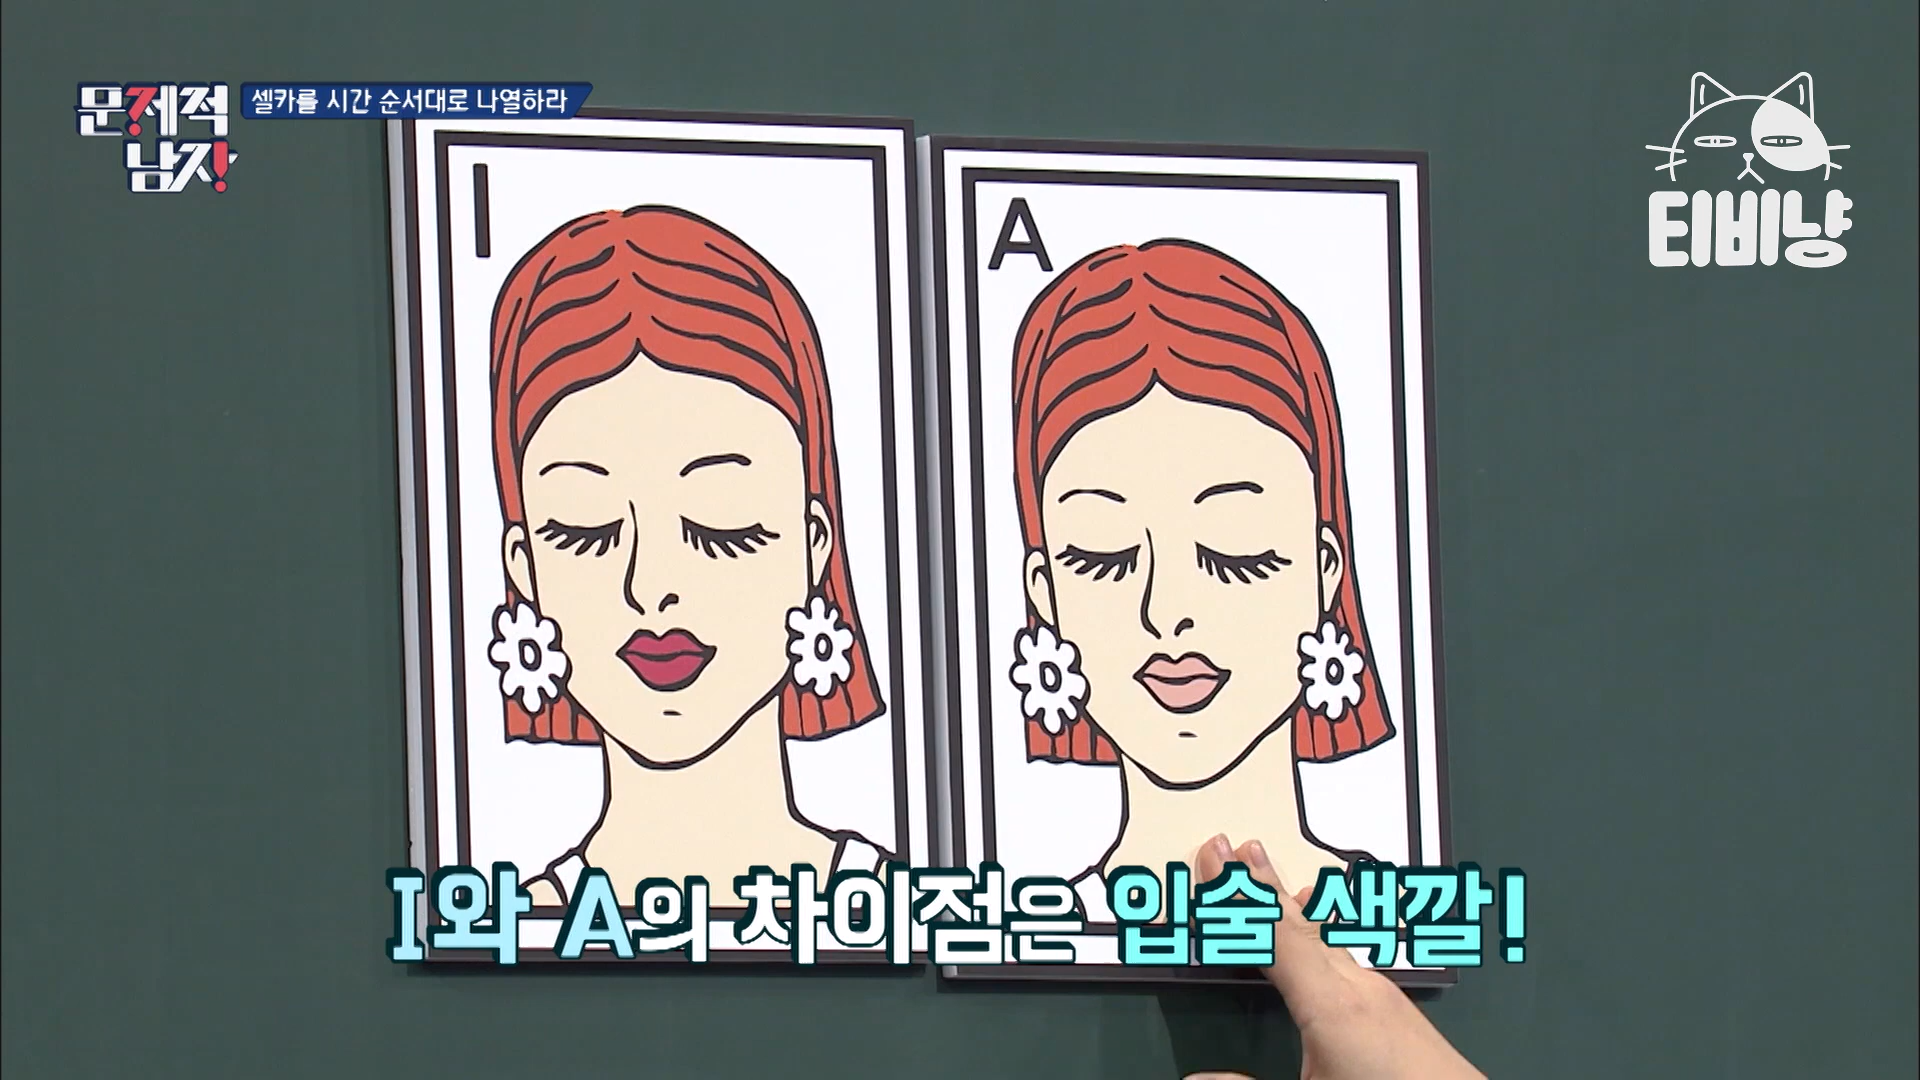 문제적
남자
셀카를 시간 순서대로 나열하라
티비냥
I
A
I와 A의 차이점은 입술 색깔!